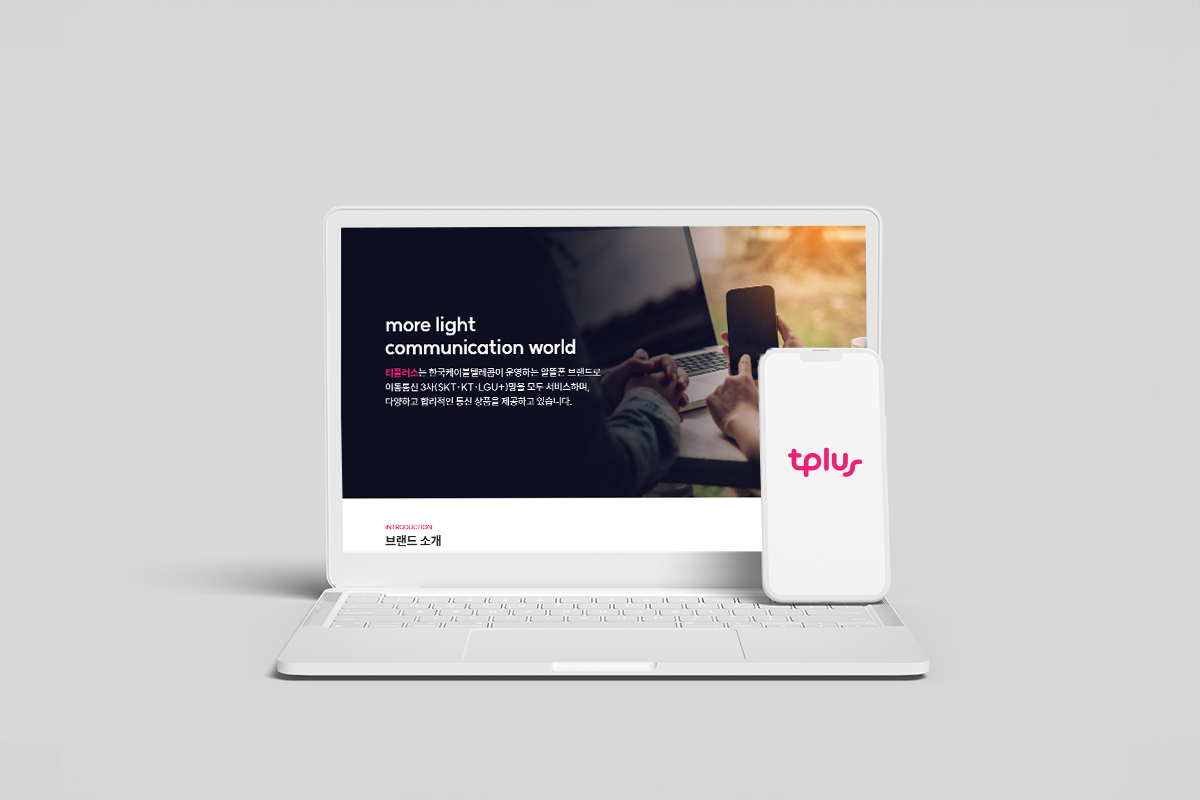 more light
communication world
티플러스는 한국케이블텔레콤이 운영하는 알뜰폰 브랜드로
이동통신 3사(SKT·KT·LGU+)망을 모두 서비스하며,
다양하고 합리적인 통신 상품을 제공하고 있습니다.
tplus
INTRODUCTION
브랜드 소개